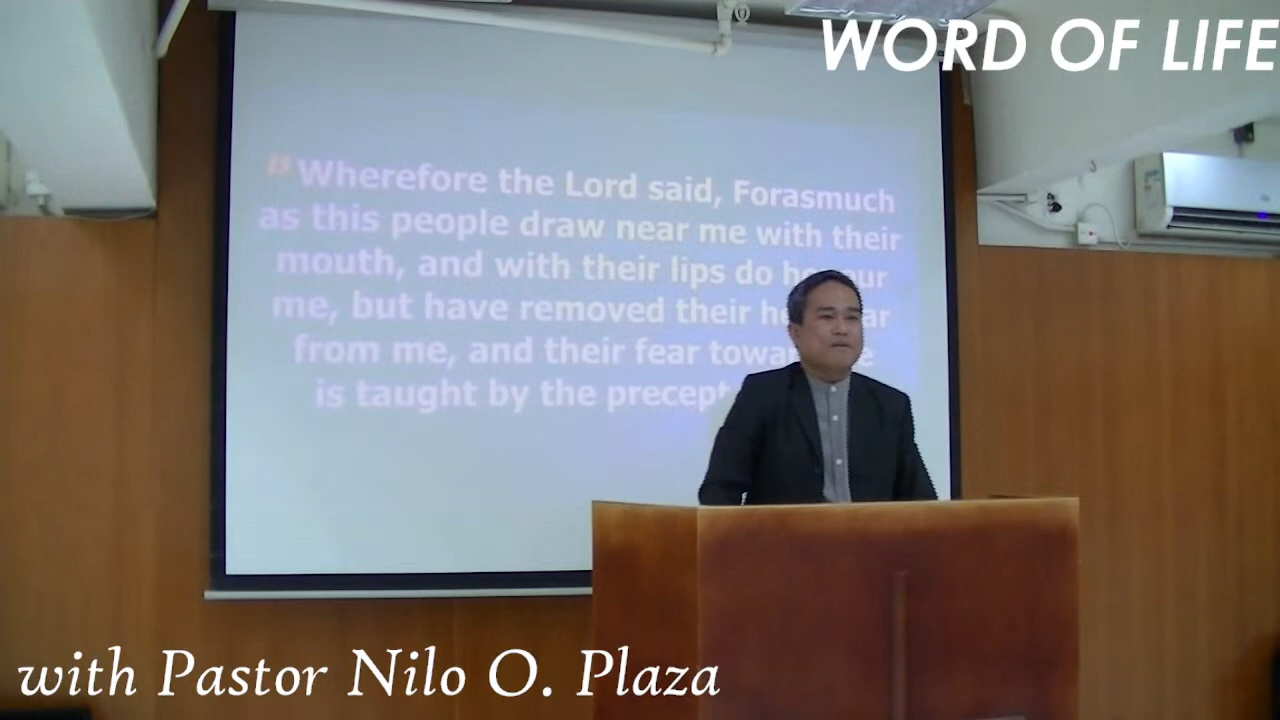 WORD OF LIFE
"Wherefore the Lord said, Forasmuch
as this people draw near me with their
mouth, and with their lips do
me, but have removed their
from me, and their fear
is taught by the
with Pastor Nilo O. Plaza